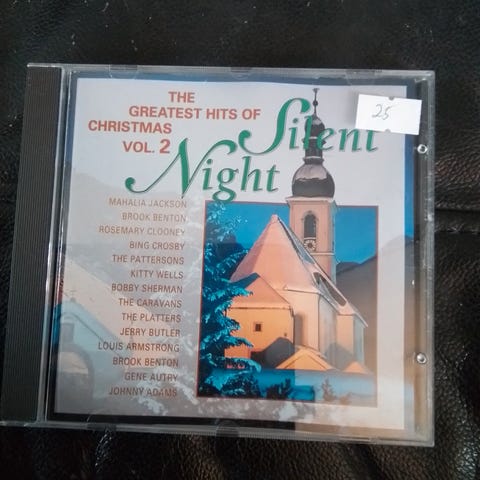 THE
GREATEST HITS OF
CHRISTMAS
VOL. 2
Silent
Night
25
MAHALIA JACKSON
BROOK BENTON
ROSEMARY CLOONEY
BING CROSBY
THE PATTERSONS
KITTY WELLS
BOBBY SHERMAN
THE CARAVANS
THE PLATTERS
JERRY BUTLER
LOUIS ARMSTRONG
BROOK BENTON
GENE AUTRY
JOHNNY ADAMS